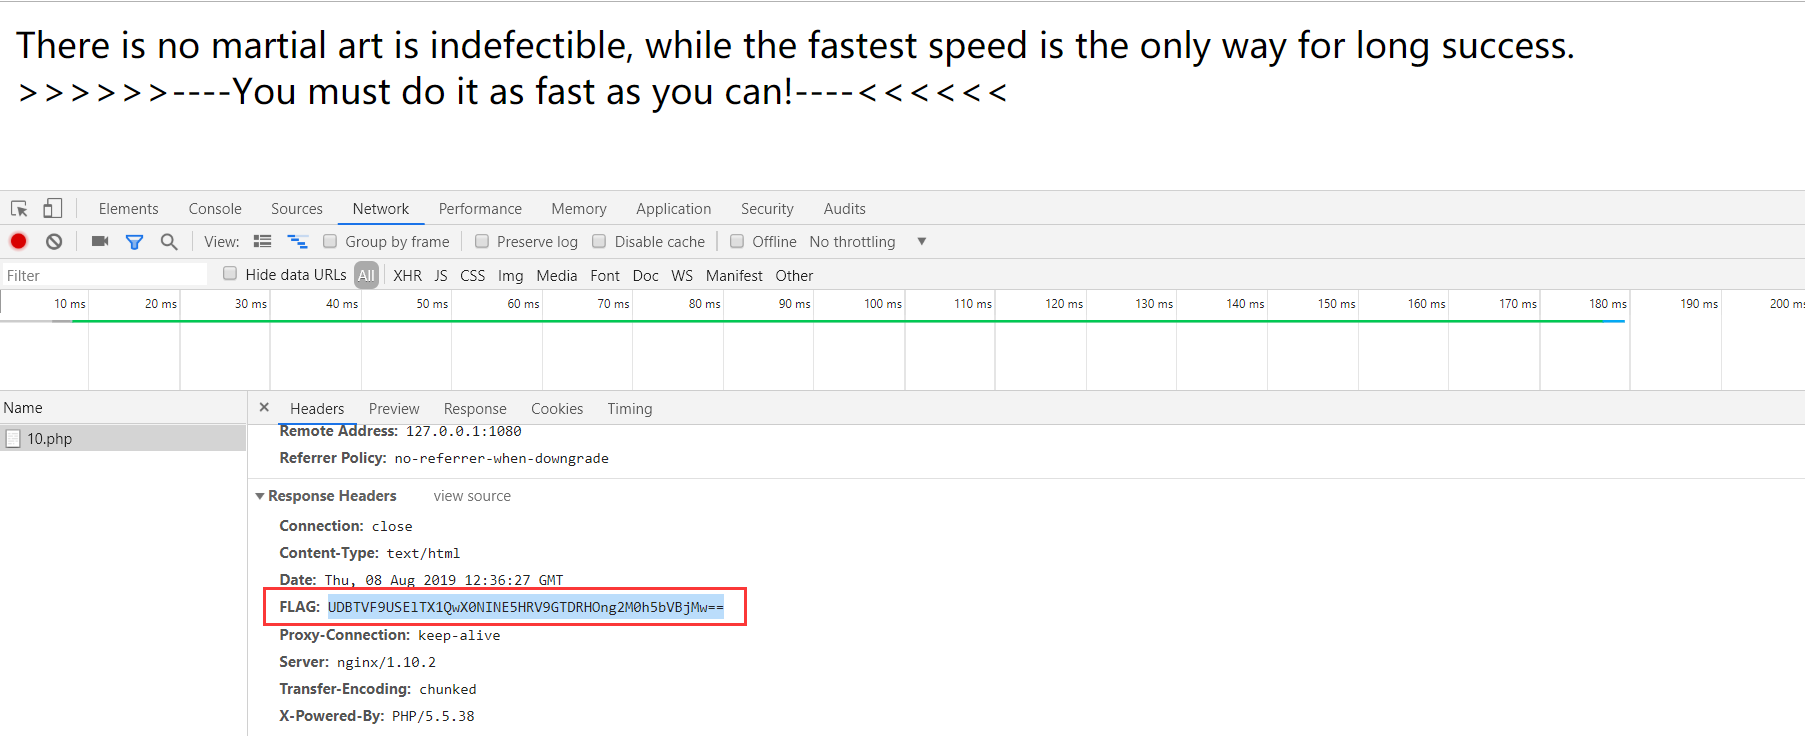 There is no martial art is indefectible, while the fastest speed is the only way for long success.
>>>>>>----You must do it as fast as you can!----<<<<<<
Elements Console Sources Network Performance Memory Application Security Audits
View: Group by frame Preserve log Disable cache Offline No throttling ▼
Filter Hide data URLs All XHR JS CSS Img Media Font Doc WS Manifest Other
10 ms 20 ms 30 ms 40 ms 50 ms 60 ms 70 ms 80 ms 90 ms 100 ms 110 ms 120 ms 130 ms 140 ms 150 ms 160 ms 170 ms 180 ms 190 ms 200 ms
Name × Headers Preview Response Cookies Timing
10.php
Remote Address: 127.0.0.1:1080
Referrer Policy: no-referrer-when-downgrade
Response Headers view source
Connection: close
Content-Type: text/html
Date: Thu, 08 Aug 2019 12:36:27 GMT
FLAG: UDBTVF9USElTX1QwX0NINE5HRV9GTDRHOng2M0h5bVBjMw==
Proxy-Connection: keep-alive
Server: nginx/1.10.2
Transfer-Encoding: chunked
X-Powered-By: PHP/5.5.38